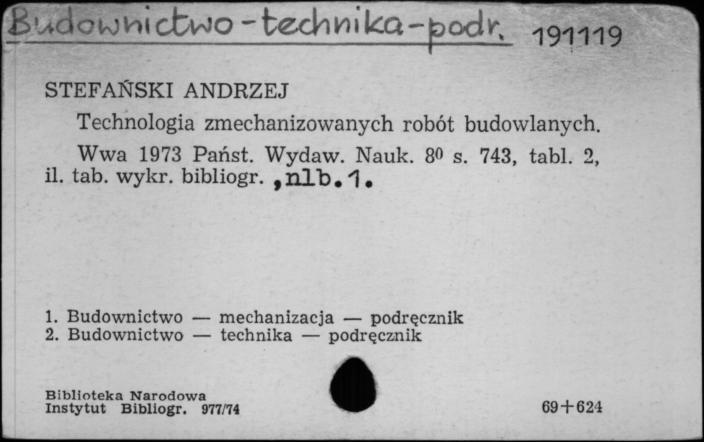 Budownictwo-technika-podr. 191119
STEFAŃSKI ANDRZEJ
Technologia zmechanizowanych robót budowlanych.
Wwa 1973 Państ. Wydaw. Nauk. 8⁰ s. 743, tabl. 2,
il. tab. wykr. bibliogr. ,nlb.1.
1. Budownictwo — mechanizacja — podręcznik
2. Budownictwo — technika — podręcznik
Biblioteka Narodowa
Instytut Bibliogr. 977/74 69+624